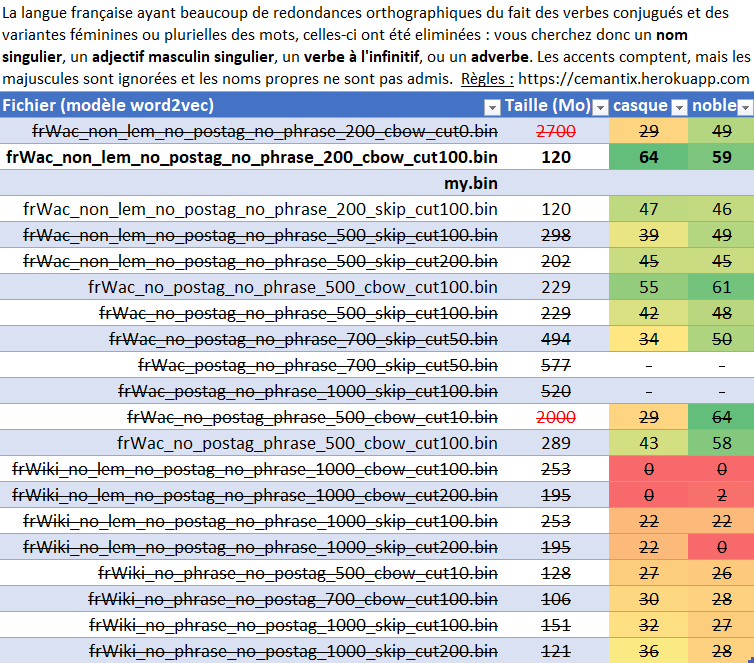 La langue française ayant beaucoup de redondances orthographiques du fait des verbes conjugués et des
variantes féminines ou plurielles des mots, celles-ci ont été eliminées : vous cherchez donc un nom
singulier, un adjectif masculin singulier, un verbe à l'infinitif, ou un adverbe. Les accents comptent, mais les
majuscules sont ignorées et les noms propres ne sont pas admis. Règles : https://cemantix.herokuapp.com
Fichier (modèle word2vec) Taille (Mo) casque noble
frWac_non_lem_no_postag_no_phrase_200_cbow_cut0.bin 2700 29 49
frWac_non_lem_no_postag_no_phrase_200_cbow_cut100.bin 120 64 59
my.bin
frWac_non_lem_no_postag_no_phrase_200_skip_cut100.bin 120 47 46
frWac_non_lem_no_postag_no_phrase_500_skip_cut100.bin 298 39 49
frWac_non_lem_no_postag_no_phrase_500_skip_cut200.bin 202 45 45
frWac_no_postag_no_phrase_500_cbow_cut100.bin 229 55 61
frWac_no_postag_no_phrase_500_skip_cut100.bin 229 42 48
frWac_no_postag_no_phrase_700_skip_cut50.bin 494 34 50
frWac_postag_no_phrase_700_skip_cut50.bin 577 - -
frWac_postag_no_phrase_1000_skip_cut100.bin 520 - -
frWac_no_postag_phrase_500_cbow_cut10.bin 2000 29 64
frWac_no_postag_phrase_500_cbow_cut100.bin 289 43 58
frWiki_no_lem_no_postag_no_phrase_1000_cbow_cut100.bin 253 0 0
frWiki_no_lem_no_postag_no_phrase_1000_cbow_cut200.bin 195 0 2
frWiki_no_lem_no_postag_no_phrase_1000_skip_cut100.bin 253 22 22
frWiki_no_lem_no_postag_no_phrase_1000_skip_cut200.bin 195 22 0
frWiki_no_phrase_no_postag_500_cbow_cut10.bin 128 27 26
frWiki_no_phrase_no_postag_700_cbow_cut100.bin 106 30 28
frWiki_no_phrase_no_postag_1000_skip_cut100.bin 151 32 27
frWiki_no_phrase_no_postag_1000_skip_cut200.bin 121 36 28